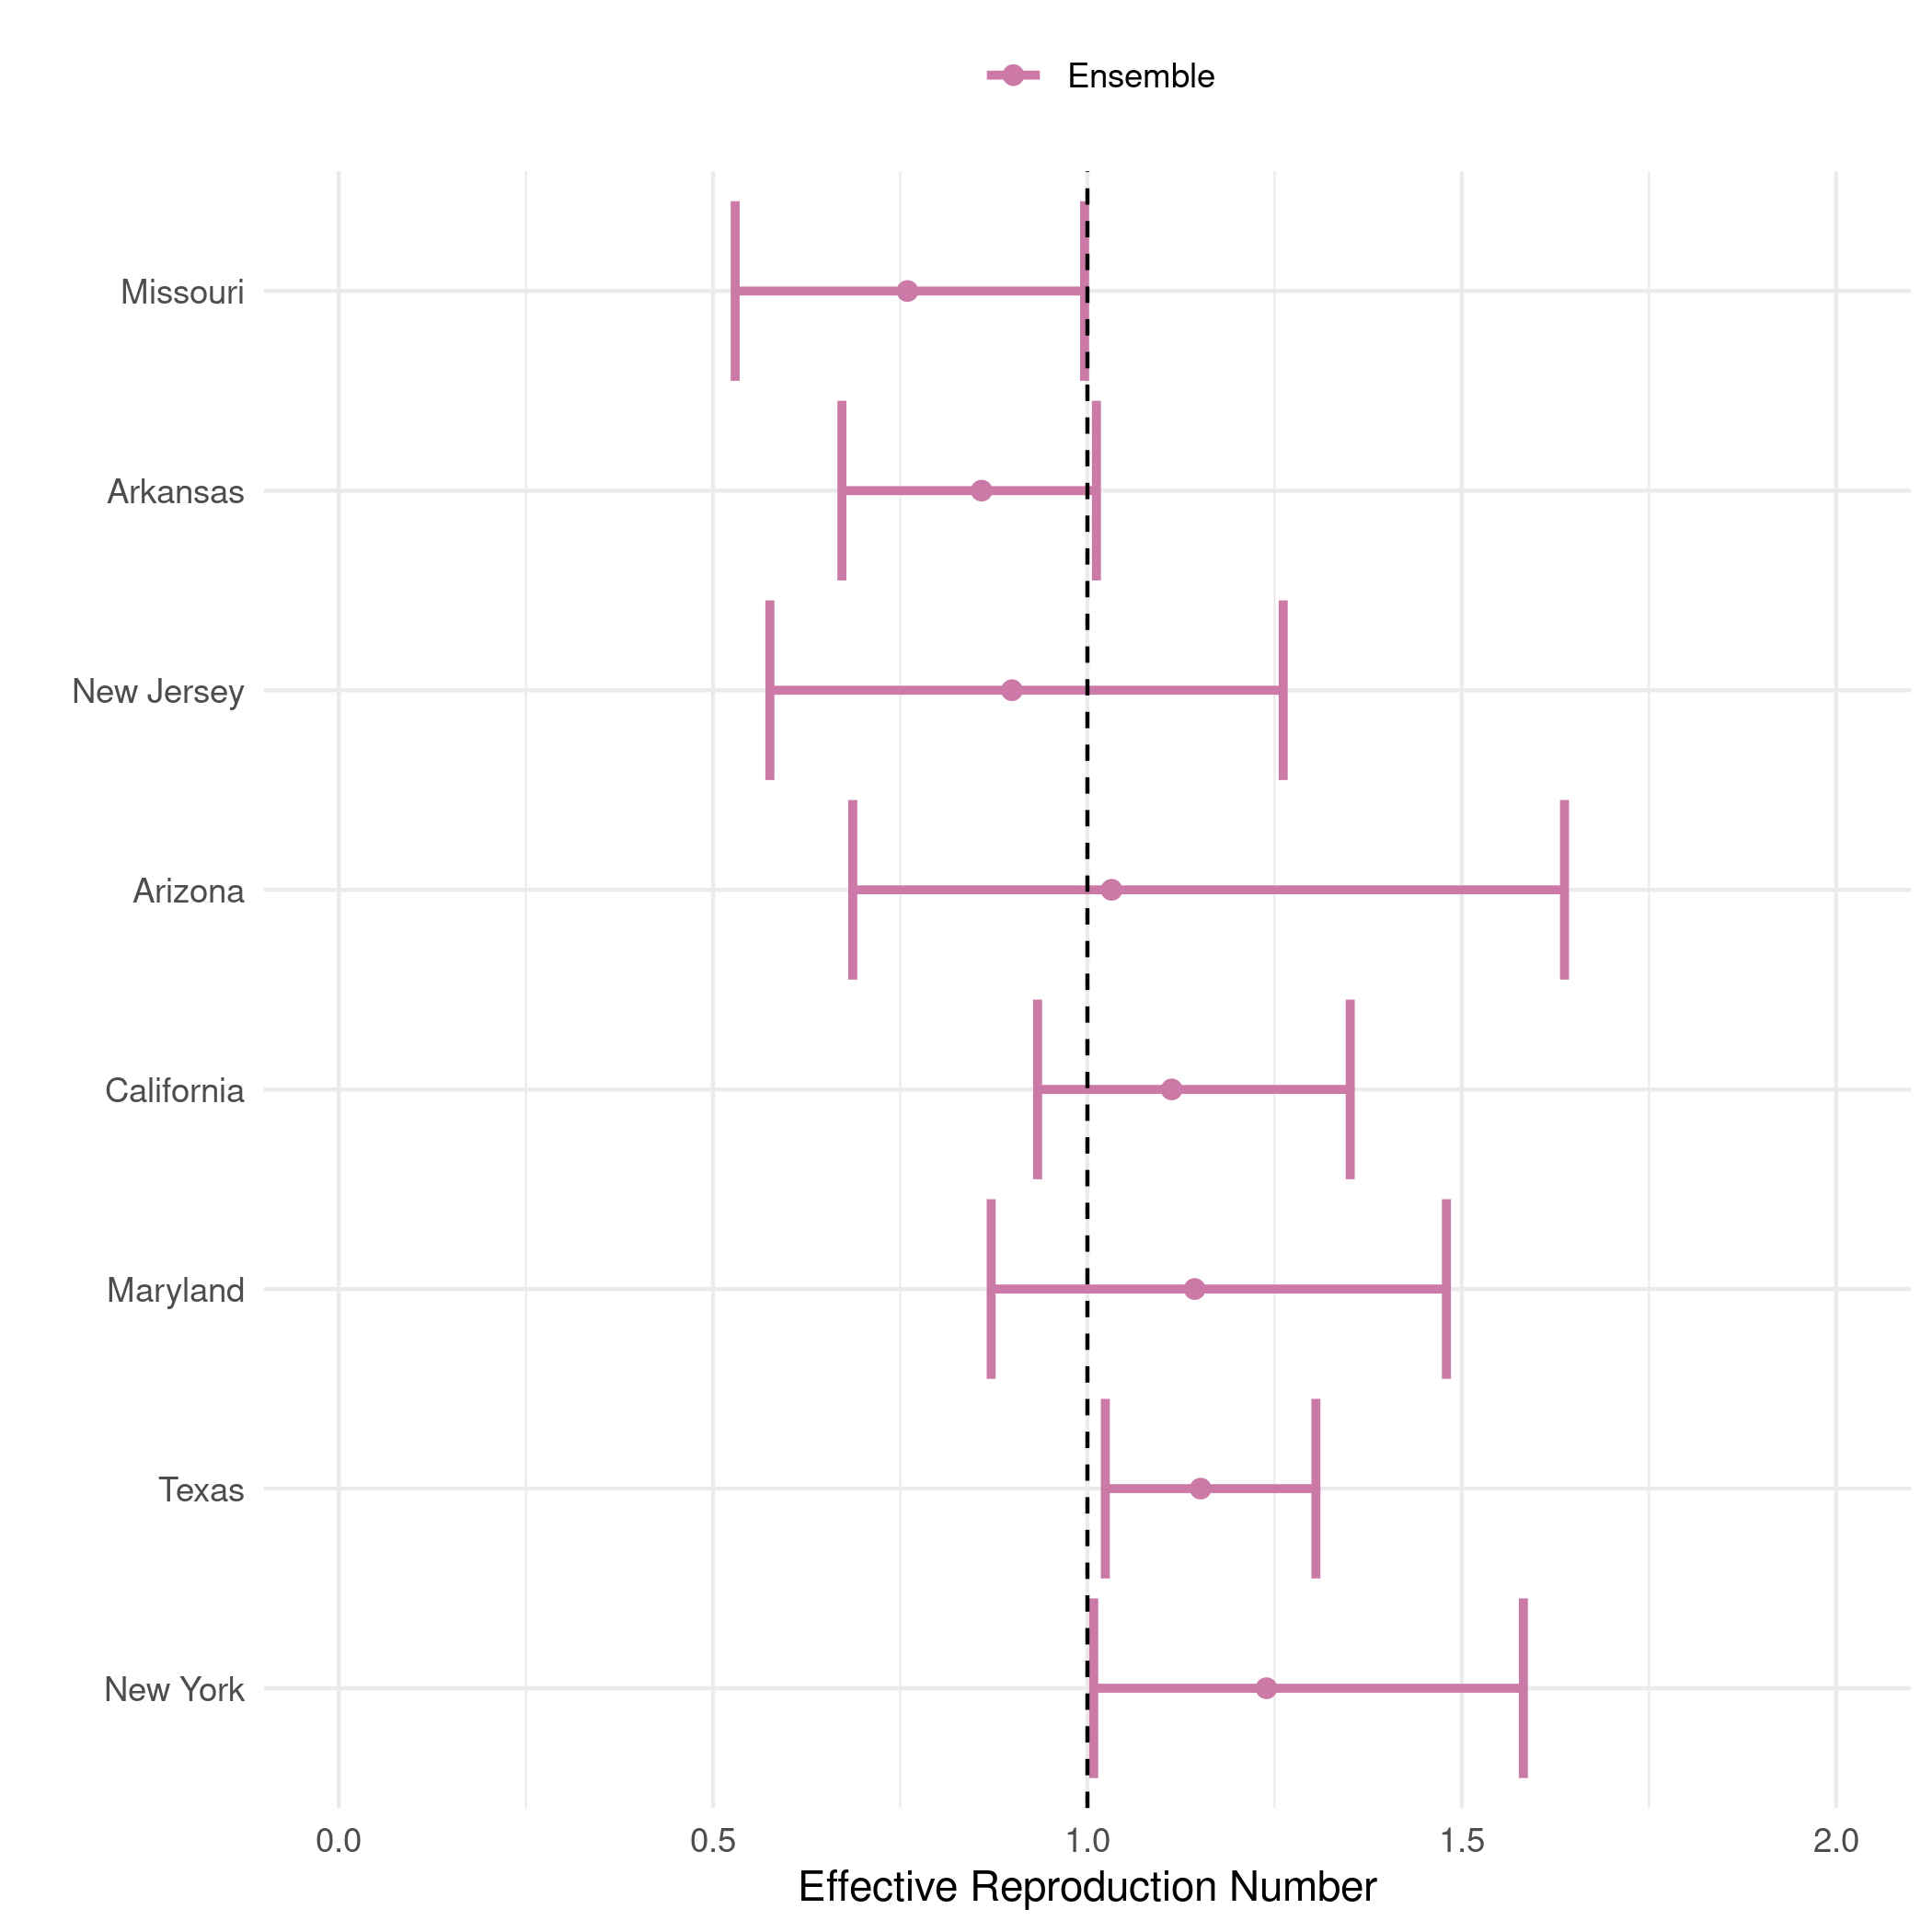 Ensemble
Missouri
Arkansas
New Jersey
Arizona
California
Maryland
Texas
New York
0.0 0.5 1.0 1.5 2.0
Effective Reproduction Number